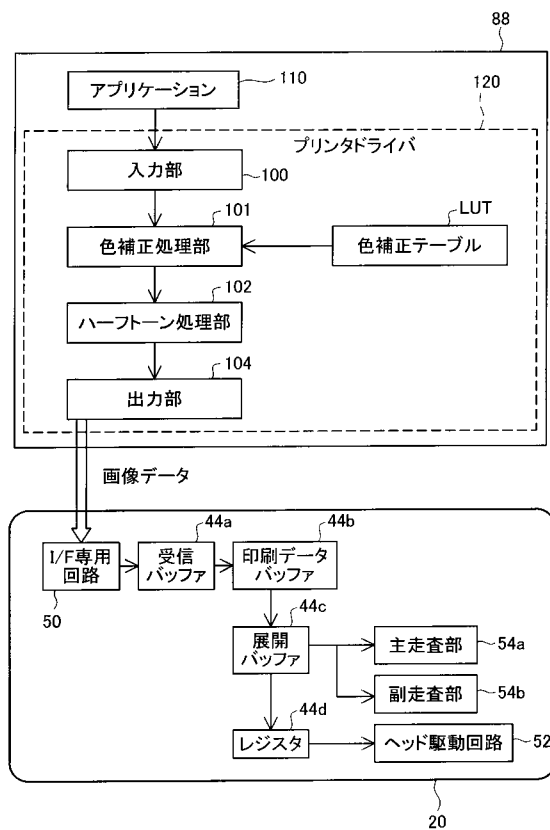 88
アプリケーション
110
120
プリンタドライバ
入力部
100
101
LUT
色補正処理部
色補正テーブル
102
ハーフトーン処理部
104
出力部
画像データ
44a
44b
I/F専用
回路
受信
バッファ
印刷データ
バッファ
50
44c
展開
バッファ
主走査部
54a
副走査部
54b
44d
レジスタ
ヘッド駆動回路
52
20